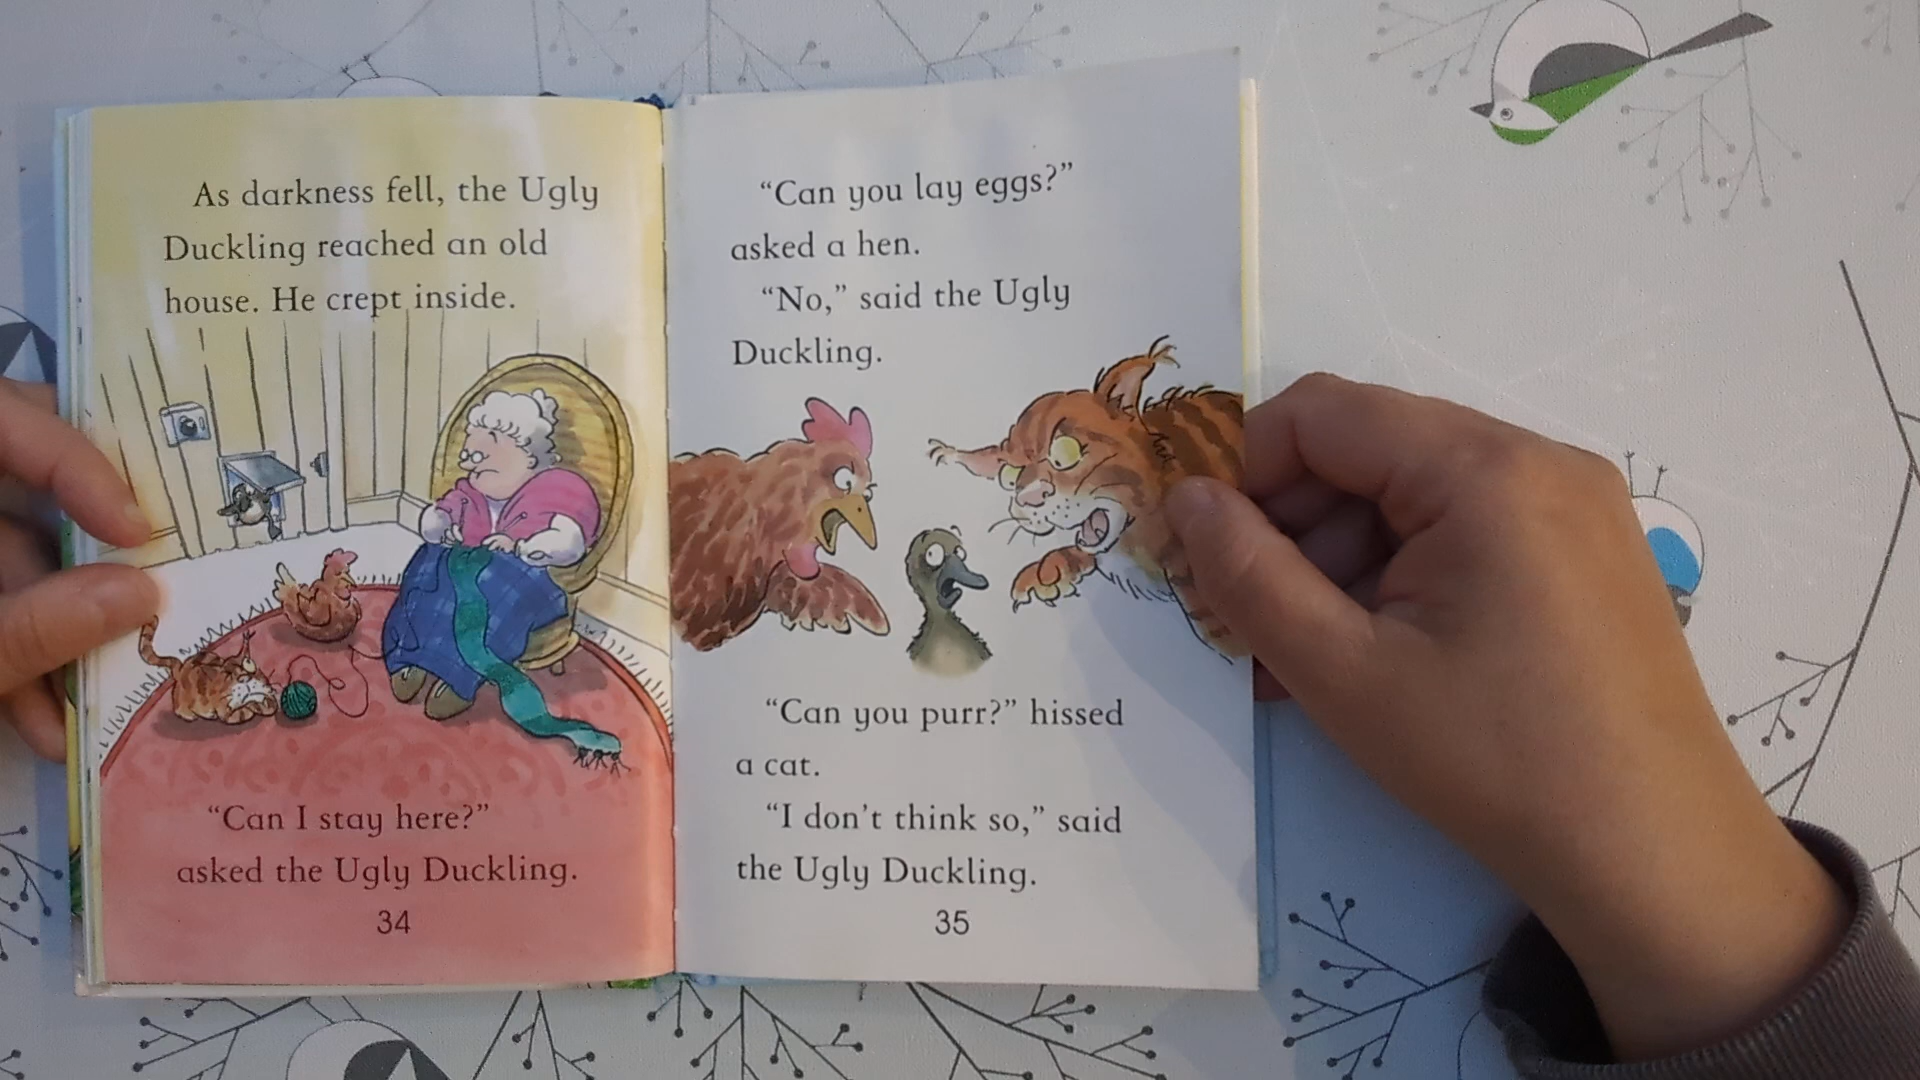 As darkness fell, the Ugly
Duckling reached an old
house. He crept inside.
“Can I stay here?”
asked the Ugly Duckling.
34
“Can you lay eggs?”
asked a hen.
“No,” said the Ugly
Duckling.
“Can you purr?” hissed
a cat.
“I don’t think so,” said
the Ugly Duckling.
35